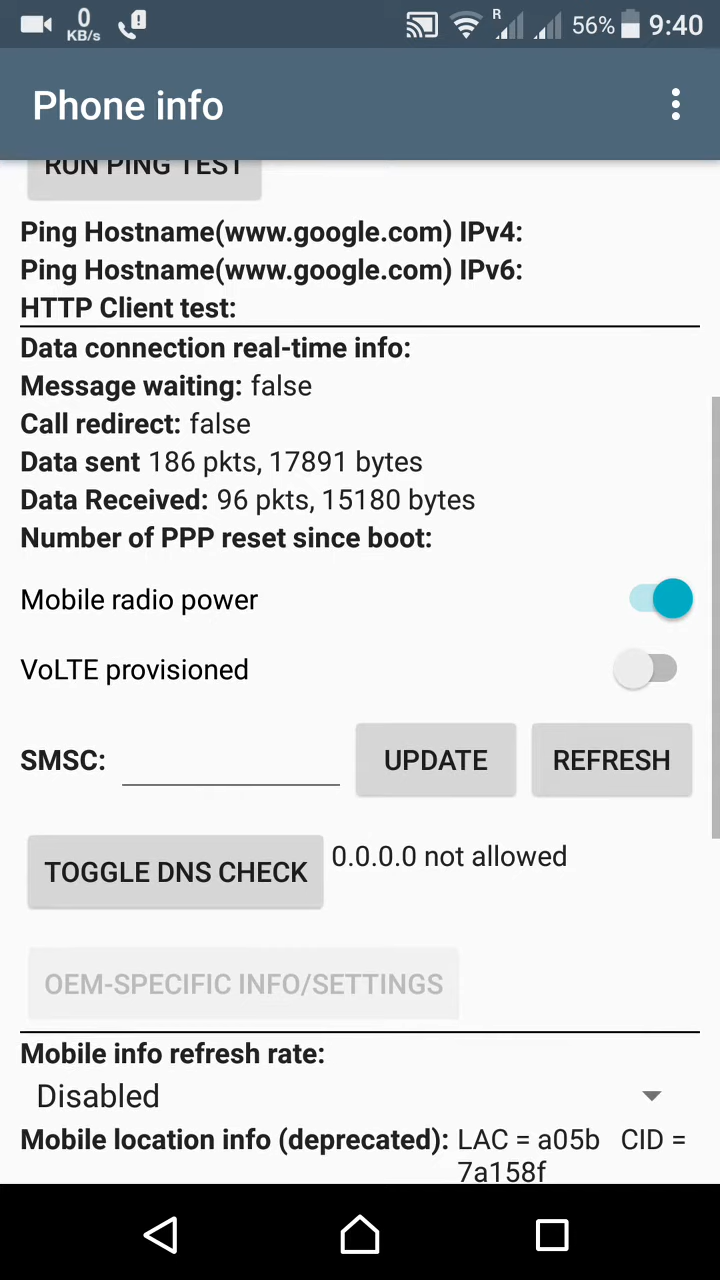 0 KB/s R 56% 9:40
Phone info
RUN PING TEST
Ping Hostname(www.google.com) IPv4:
Ping Hostname(www.google.com) IPv6:
HTTP Client test:
Data connection real-time info:
Message waiting: false
Call redirect: false
Data sent 186 pkts, 17891 bytes
Data Received: 96 pkts, 15180 bytes
Number of PPP reset since boot:
Mobile radio power
VoLTE provisioned
SMSC: UPDATE REFRESH
TOGGLE DNS CHECK 0.0.0.0 not allowed
OEM-SPECIFIC INFO/SETTINGS
Mobile info refresh rate:
Disabled
Mobile location info (deprecated): LAC = a05b CID =
7a158f